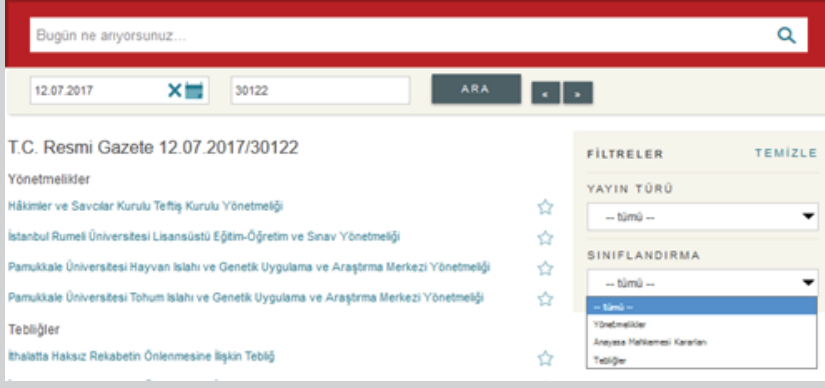 Bugün ne arıyorsunuz...
12.07.2017
30122
ARA
«
»
T.C. Resmi Gazete 12.07.2017/30122
Yönetmelikler
Hâkimler ve Savcılar Kurulu Teftiş Kurulu Yönetmeliği
İstanbul Rumeli Üniversitesi Lisansüstü Eğitim-Öğretim ve Sınav Yönetmeliği
Pamukkale Üniversitesi Hayvan Islahı ve Genetik Uygulama ve Araştırma Merkezi Yönetmeliği
Pamukkale Üniversitesi Tohum Islahı ve Genetik Uygulama ve Araştırma Merkezi Yönetmeliği
Tebliğler
İthalatta Haksız Rekabetin Önlenmesine İlişkin Tebliğ
FİLTRELER
TEMİZLE
YAYIN TÜRÜ
-- tümü --
SINIFLANDIRMA
-- tümü --
-- tümü --
Yönetmelikler
Anayasa Mahkemesi Kararları
Tebliğler